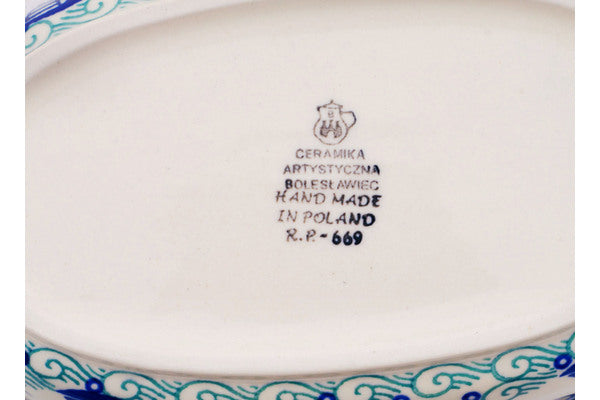 B
CERAMIKA
ARTYSTYCZNA
BOLESŁAWIEC
HAND MADE
IN POLAND
R.P.-669